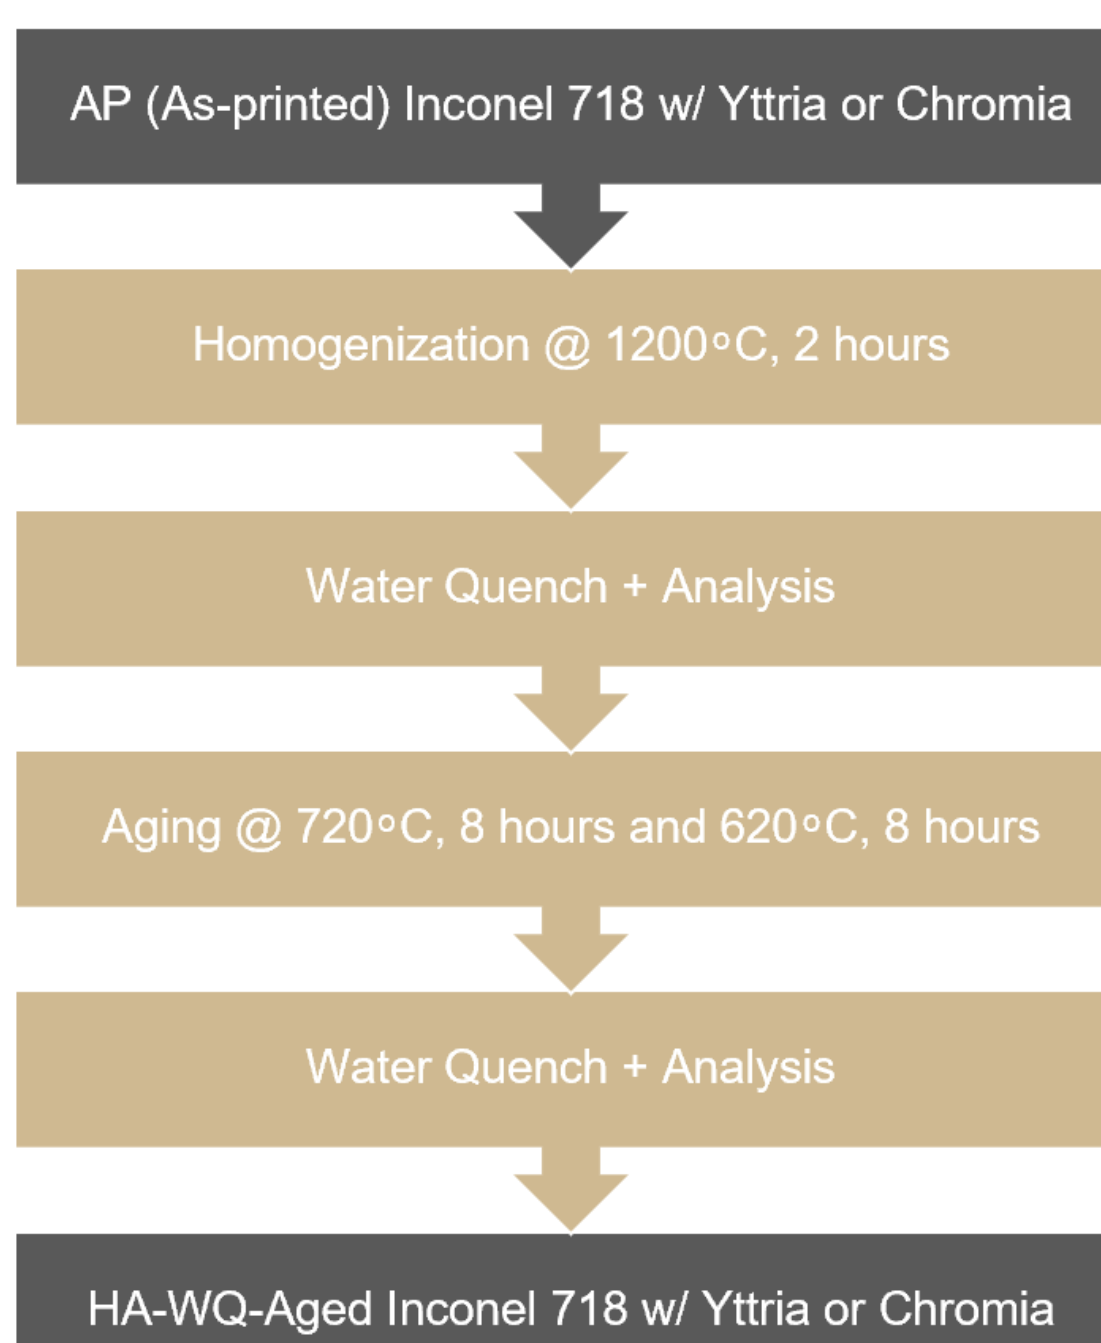 AP (As-printed) Inconel 718 w/ Yttria or Chromia
Homogenization @ 1200°C, 2 hours
Water Quench + Analysis
Aging @ 720°C, 8 hours and 620°C, 8 hours
Water Quench + Analysis
HA-WQ-Aged Inconel 718 w/ Yttria or Chromia